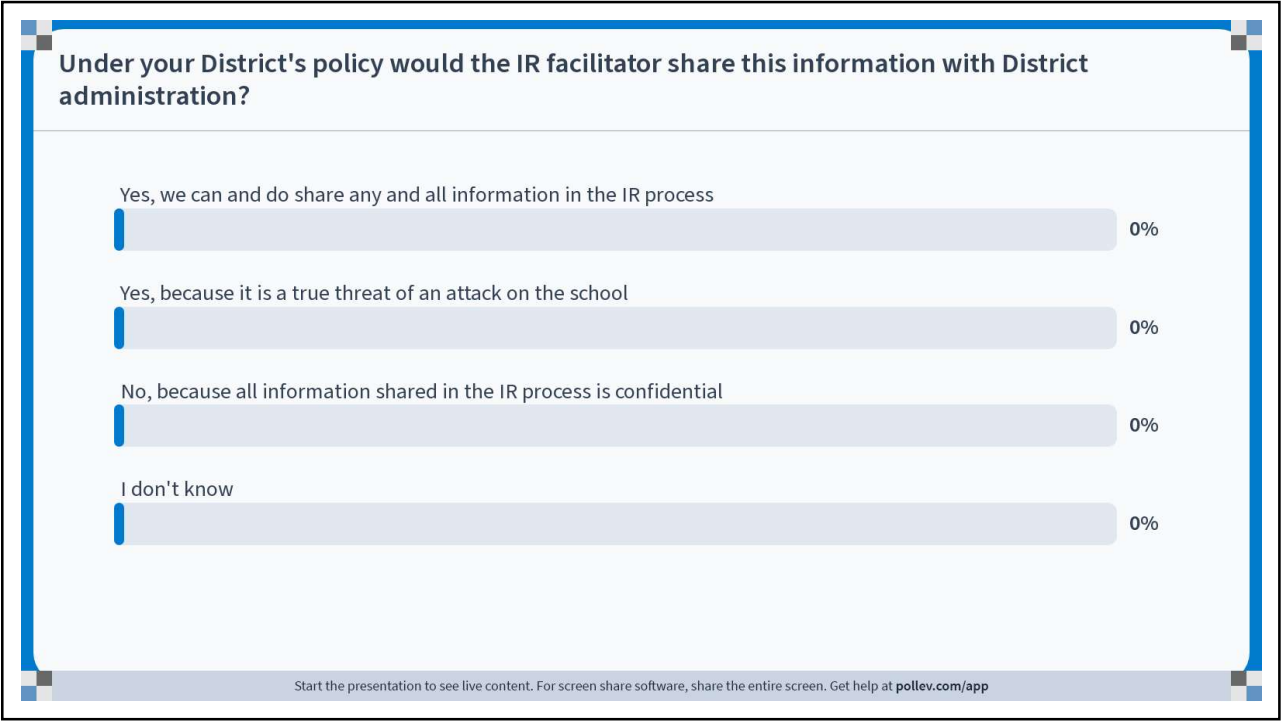 Under your District's policy would the IR facilitator share this information with District
administration?
Yes, we can and do share any and all information in the IR process
0%
Yes, because it is a true threat of an attack on the school
0%
No, because all information shared in the IR process is confidential
0%
I don't know
0%
Start the presentation to see live content. For screen share software, share the entire screen. Get help at pollev.com/app